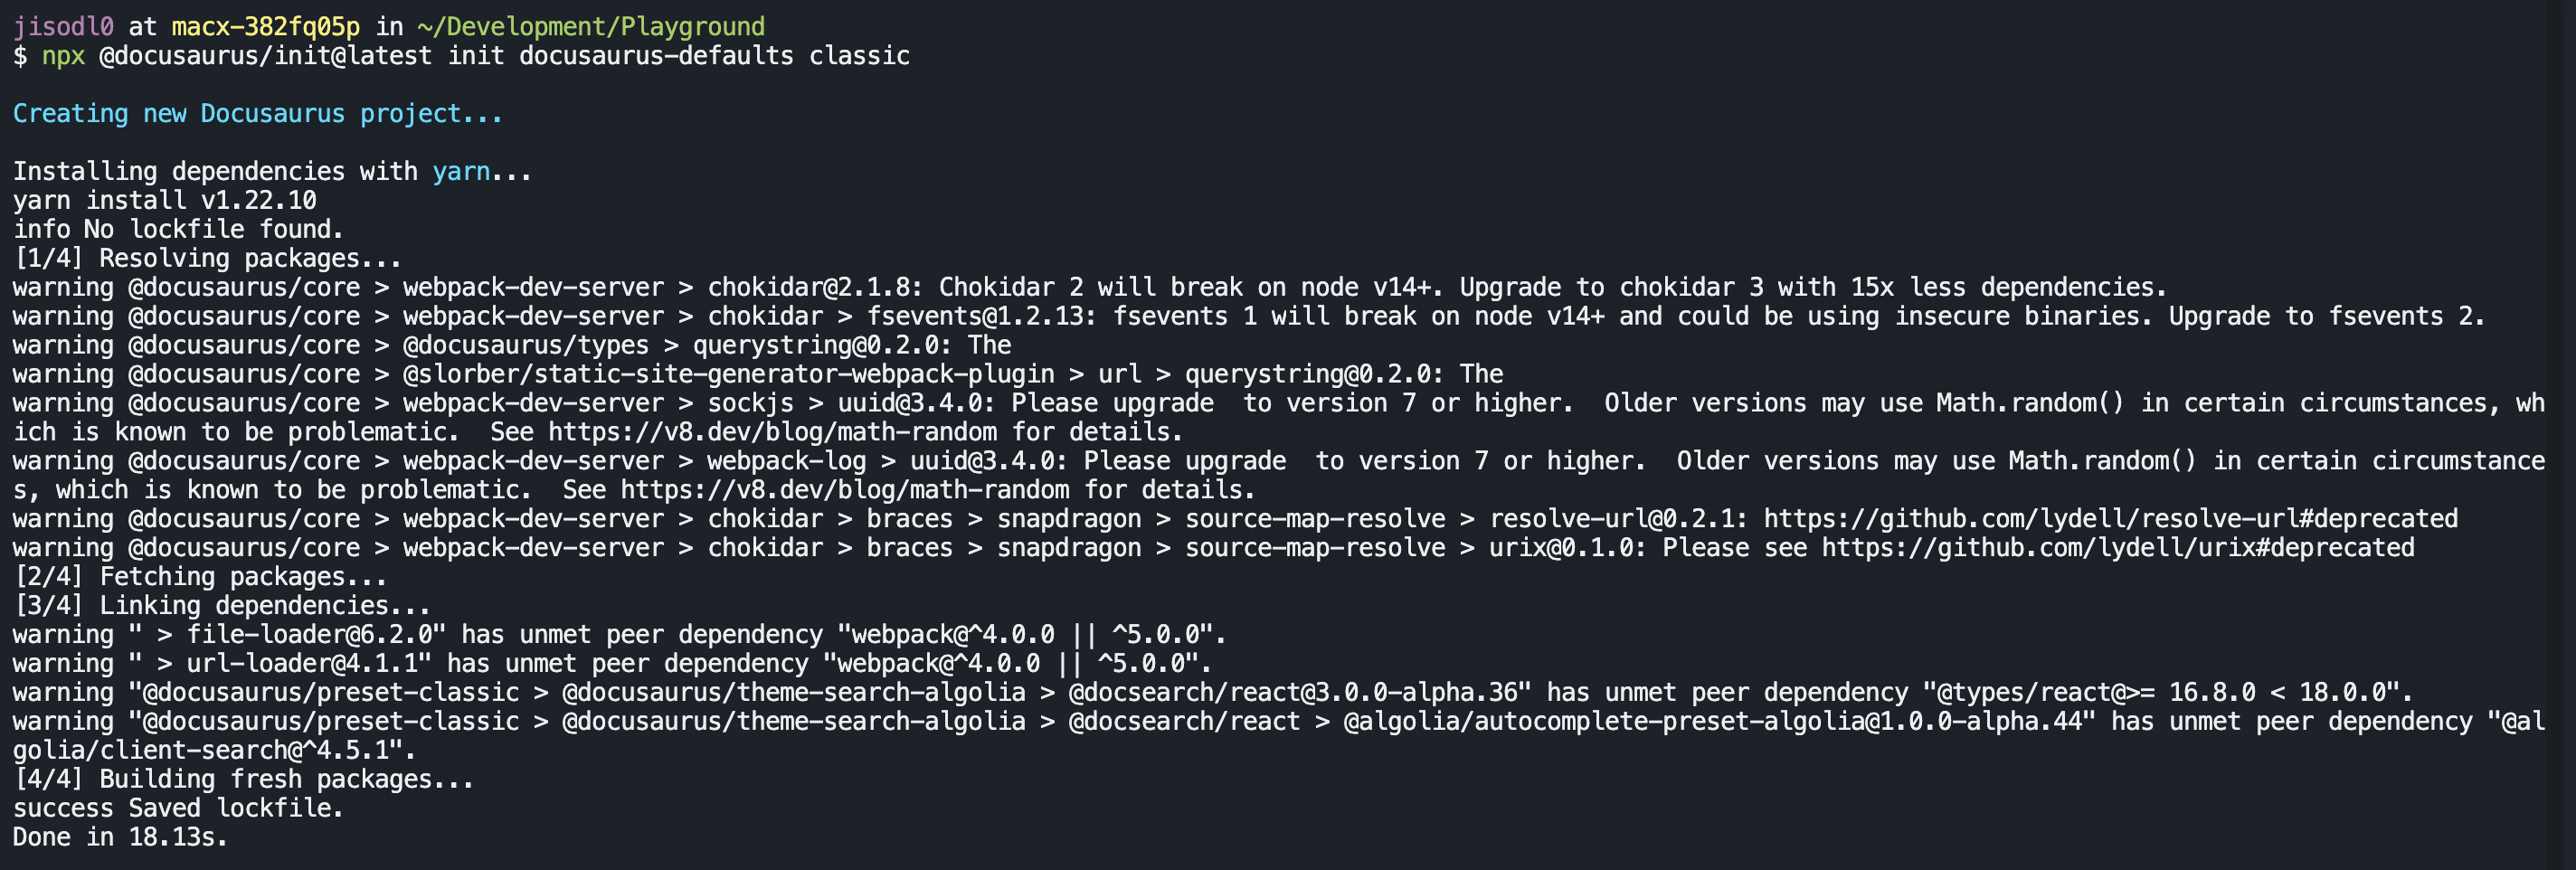 jisodl0 at macx-382fq05p in ~/Development/Playground
$ npx @docusaurus/init@latest init docusaurus-defaults classic
Creating new Docusaurus project...
Installing dependencies with yarn...
yarn install v1.22.10
info No lockfile found.
[1/4] Resolving packages...
warning @docusaurus/core > webpack-dev-server > chokidar@2.1.8: Chokidar 2 will break on node v14+. Upgrade to chokidar 3 with 15x less dependencies.
warning @docusaurus/core > webpack-dev-server > chokidar > fsevents@1.2.13: fsevents 1 will break on node v14+ and could be using insecure binaries. Upgrade to fsevents 2.
warning @docusaurus/core > @docusaurus/types > querystring@0.2.0: The
warning @docusaurus/core > @slorber/static-site-generator-webpack-plugin > url > querystring@0.2.0: The
warning @docusaurus/core > webpack-dev-server > sockjs > uuid@3.4.0: Please upgrade  to version 7 or higher.  Older versions may use Math.random() in certain circumstances, wh
ich is known to be problematic.  See https://v8.dev/blog/math-random for details.
warning @docusaurus/core > webpack-dev-server > webpack-log > uuid@3.4.0: Please upgrade  to version 7 or higher.  Older versions may use Math.random() in certain circumstance
s, which is known to be problematic.  See https://v8.dev/blog/math-random for details.
warning @docusaurus/core > webpack-dev-server > chokidar > braces > snapdragon > source-map-resolve > resolve-url@0.2.1: https://github.com/lydell/resolve-url#deprecated
warning @docusaurus/core > webpack-dev-server > chokidar > braces > snapdragon > source-map-resolve > urix@0.1.0: Please see https://github.com/lydell/urix#deprecated
[2/4] Fetching packages...
[3/4] Linking dependencies...
warning " > file-loader@6.2.0" has unmet peer dependency "webpack@^4.0.0 || ^5.0.0".
warning " > url-loader@4.1.1" has unmet peer dependency "webpack@^4.0.0 || ^5.0.0".
warning "@docusaurus/preset-classic > @docusaurus/theme-search-algolia > @docsearch/react@3.0.0-alpha.36" has unmet peer dependency "@types/react@>= 16.8.0 < 18.0.0".
warning "@docusaurus/preset-classic > @docusaurus/theme-search-algolia > @docsearch/react > @algolia/autocomplete-preset-algolia@1.0.0-alpha.44" has unmet peer dependency "@al
golia/client-search@^4.5.1".
[4/4] Building fresh packages...
success Saved lockfile.
Done in 18.13s.